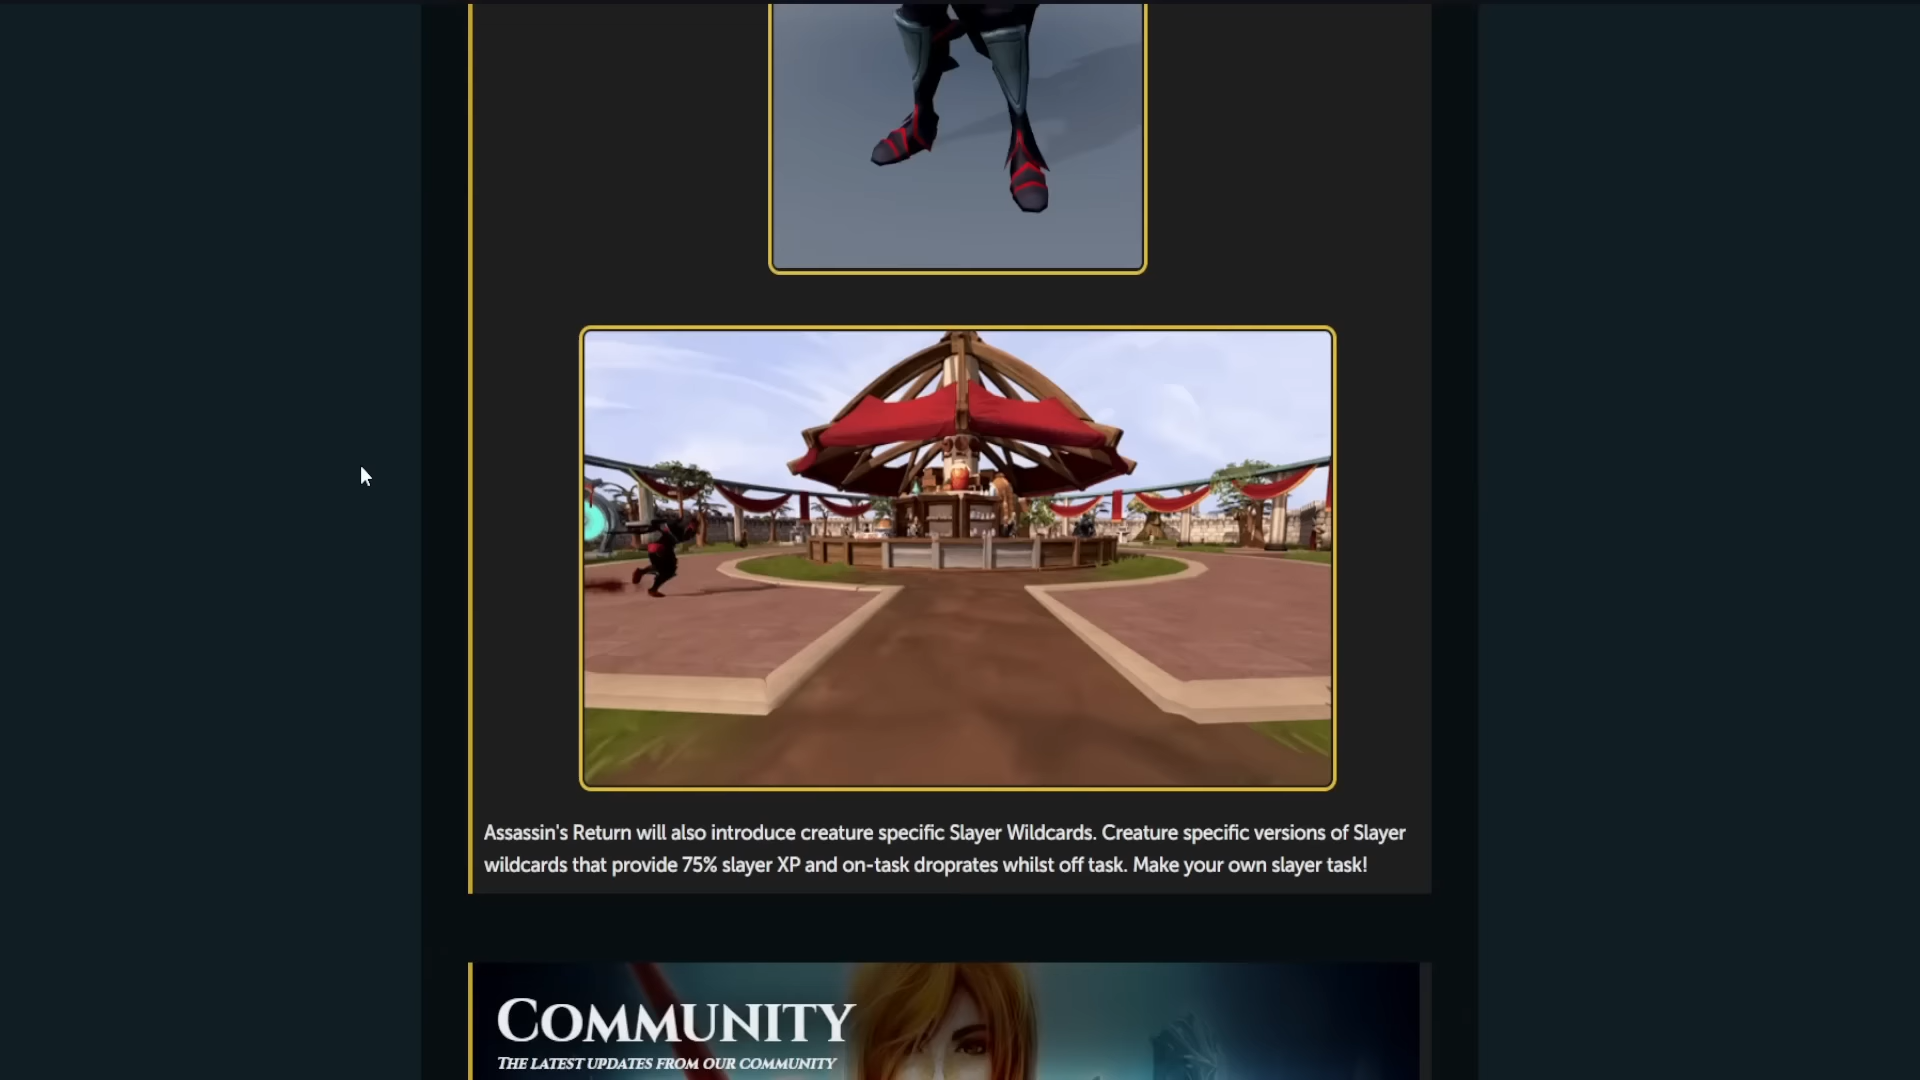 Assassin's Return will also introduce creature specific Slayer Wildcards. Creature specific versions of Slayer
wildcards that provide 75% slayer XP and on-task droprates whilst off task. Make your own slayer task!
COMMUNITY
THE LATEST UPDATES FROM OUR COMMUNITY